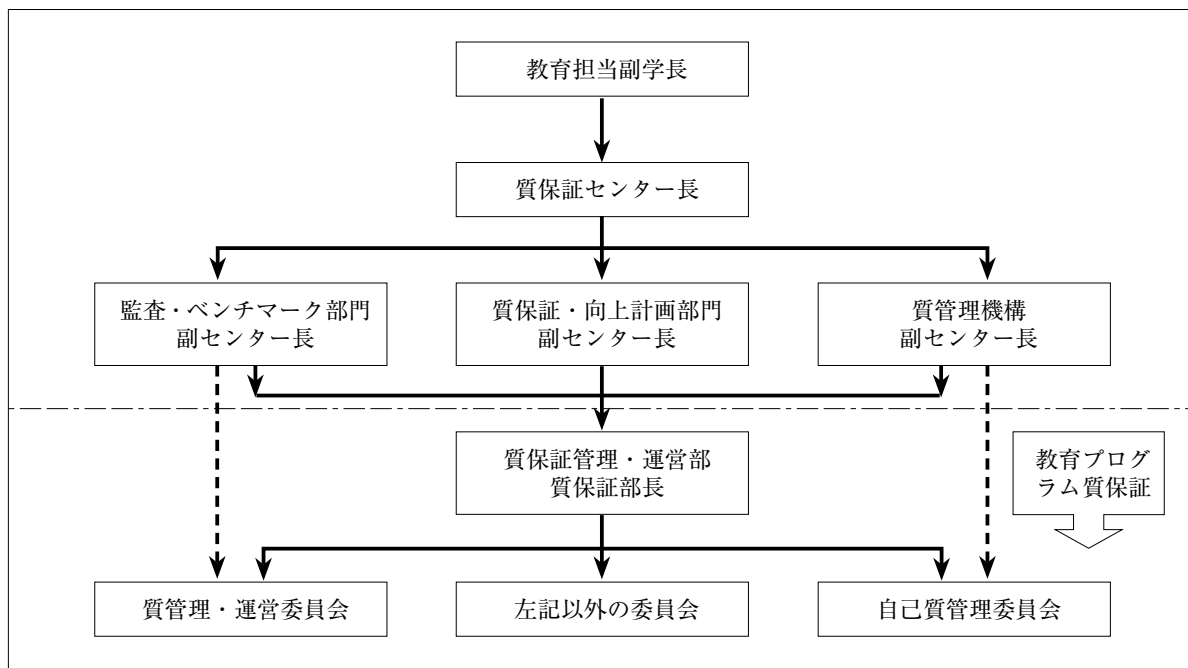 教育担当副学長
質保証センター長
監査・ベンチマーク部門
副センター長
質保証・向上計画部門
副センター長
質管理機構
副センター長
質保証管理・運営部
質保証部長
教育プログ
ラム質保証
質管理・運営委員会
左記以外の委員会
自己質管理委員会